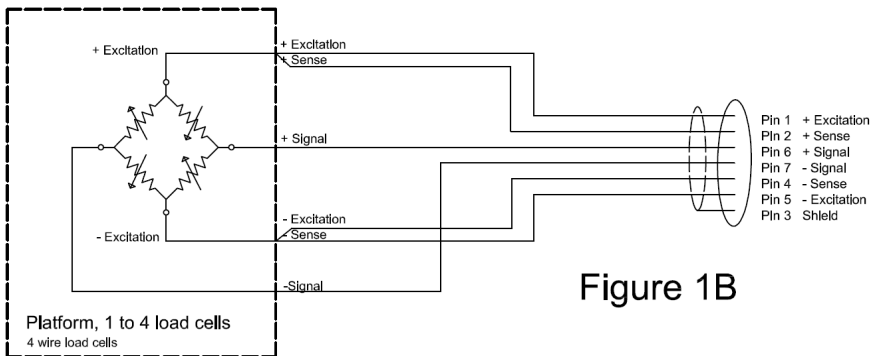 + Excitation
+ Excitation
+ Sense
+ Signal
- Excitation
- Excitation
- Sense
-Signal
Pin 1 + Excitation
Pin 2 + Sense
Pin 6 + Signal
Pin 7 - Signal
Pin 4 - Sense
Pin 5 - Excitation
Pin 3 Shield
Figure 1B
Platform, 1 to 4 load cells
4 wire load cells